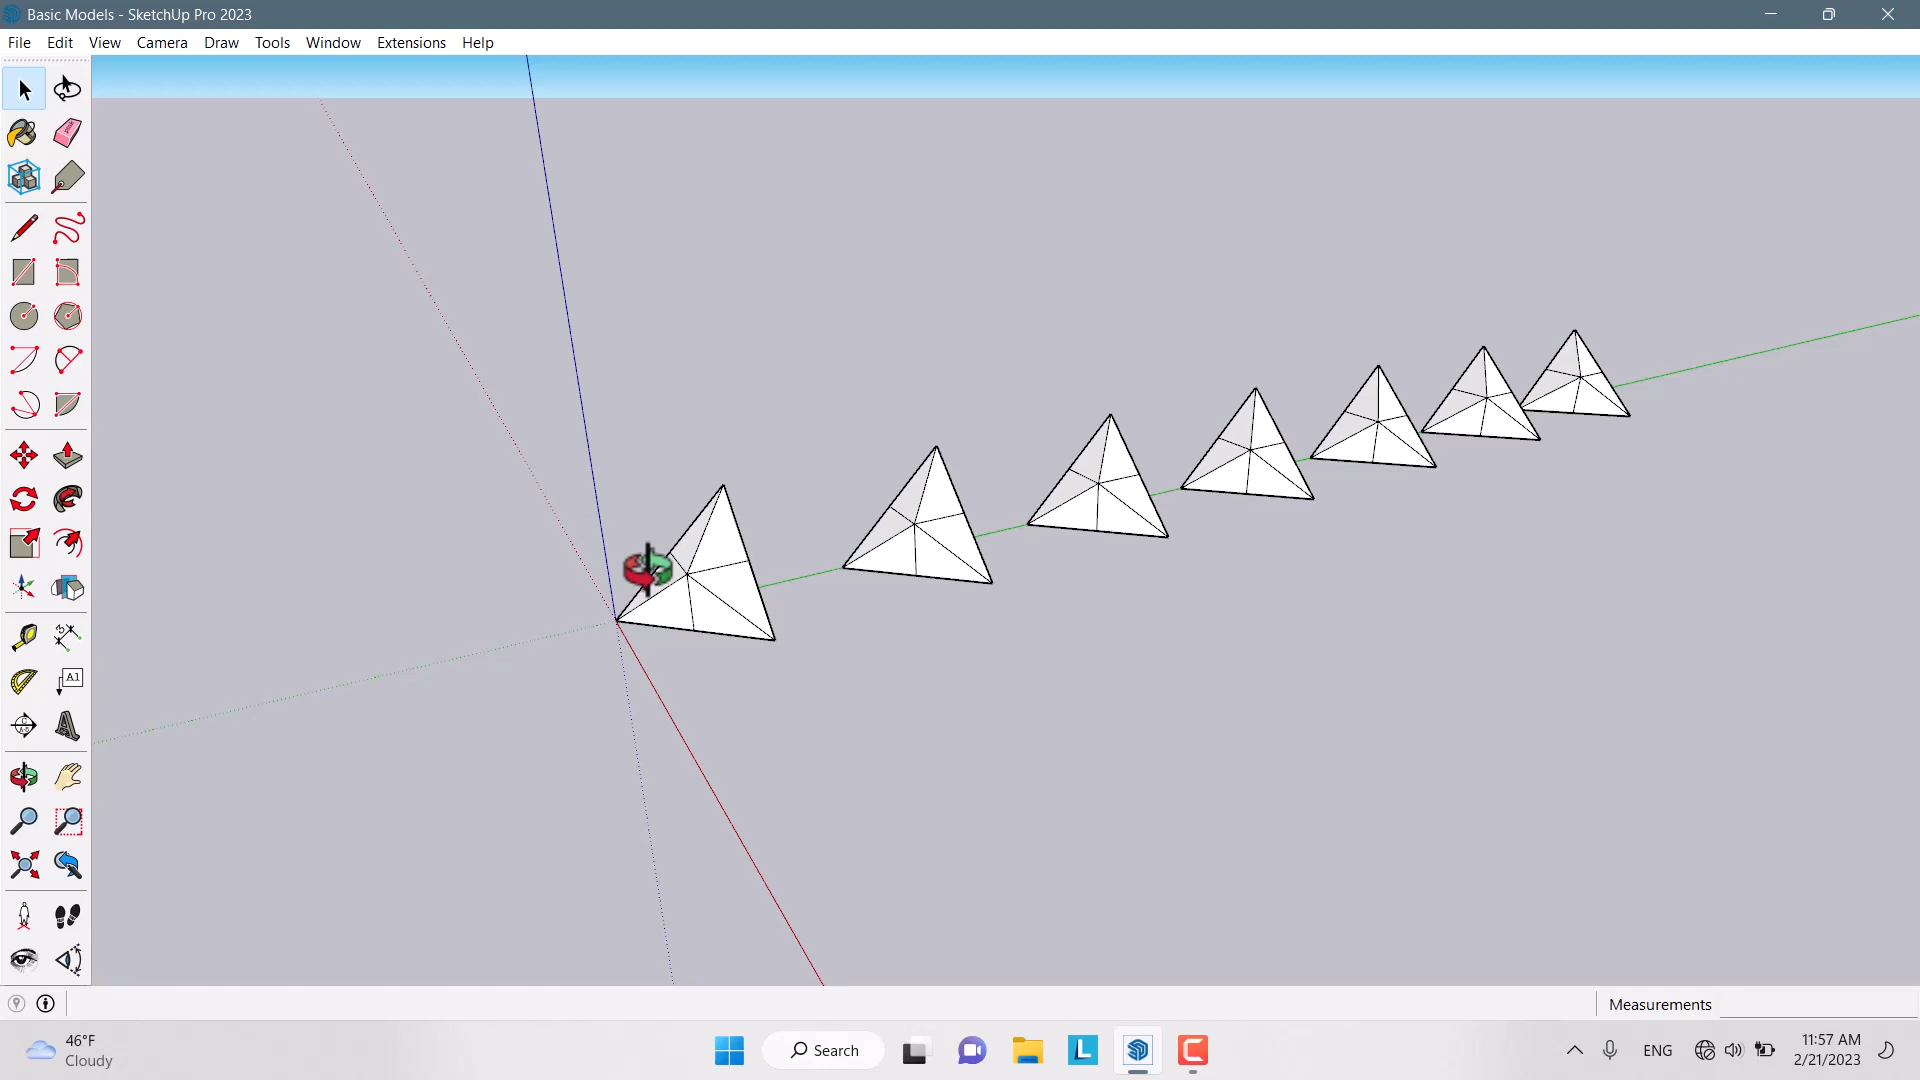 Basic Models - SketchUp Pro 2023
File Edit View Camera Draw Tools Window Extensions Help
A1
Measurements
46°F
Cloudy
Search
L
C
ENG
11:57 AM
2/21/2023